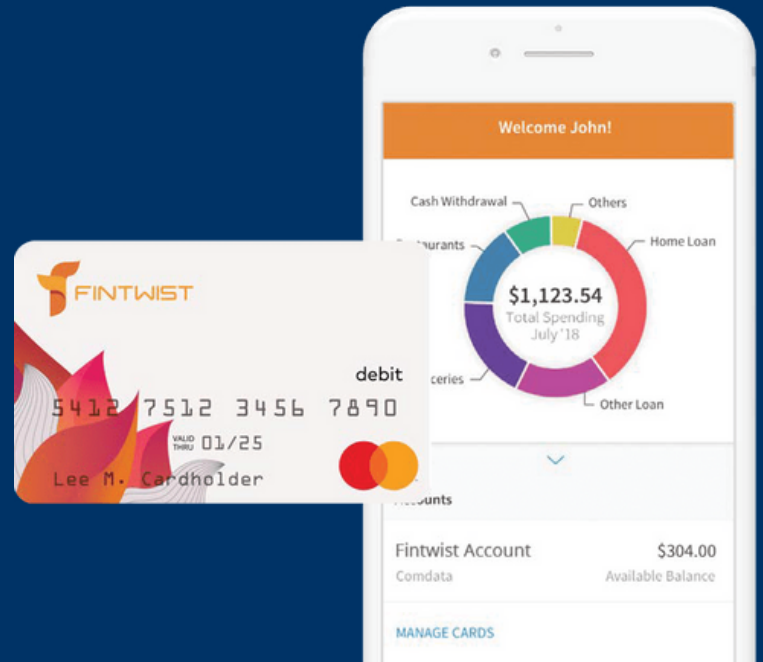 Welcome John!
Cash Withdrawal
Others
Home Loan
$1,123.54
Total Spending
July '18
Other Loan
FINTWIST
debit
5412 7512 3456 7890
VALID
THRU 01/25
Lee M. Cardholder
Fintwist Account
$304.00
Comdata
Available Balance
MANAGE CARDS